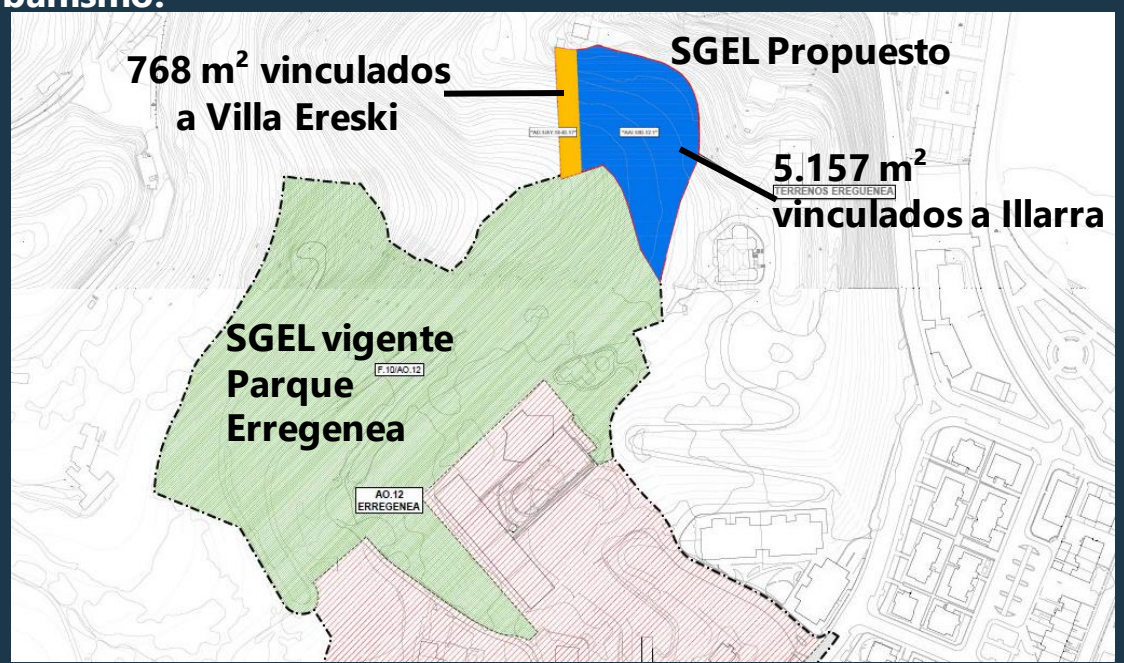 banismo:
768 m² vinculados
a Villa Ereski
SGEL Propuesto
5.157 m²
TERRENOS EREGUENEA
vinculados a Illarra
SGEL vigente
F.10/AO.12
Parque
Erregenea
AO.12
ERREGENEA